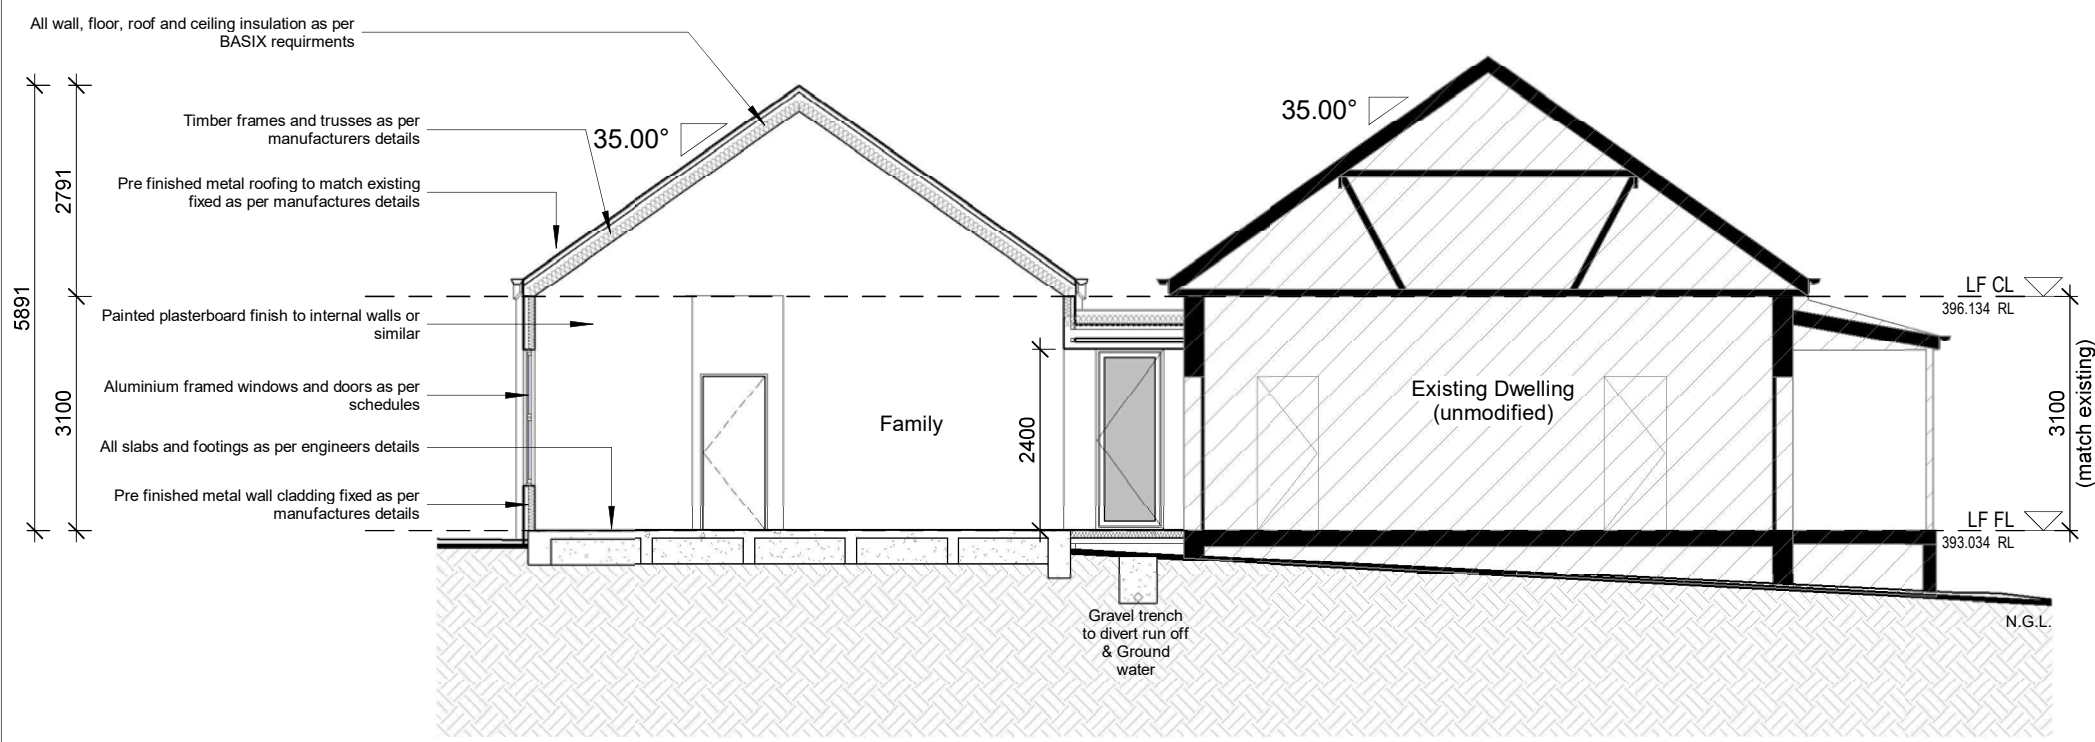 All wall, floor, roof and ceiling insulation as per
BASIX requirments
Timber frames and trusses as per
manufacturers details
35.00°
35.00°
Pre finished metal roofing to match existing
fixed as per manufactures details
2791
5891
LF CL
396.134 RL
Painted plasterboard finish to internal walls or
similar
Aluminium framed windows and doors as per
schedules
3100
Family
2400
Existing Dwelling
(unmodified)
3100
(match existing)
All slabs and footings as per engineers details
Pre finished metal wall cladding fixed as per
manufactures details
LF FL
393.034 RL
Gravel trench
to divert run off
& Ground
water
N.G.L.